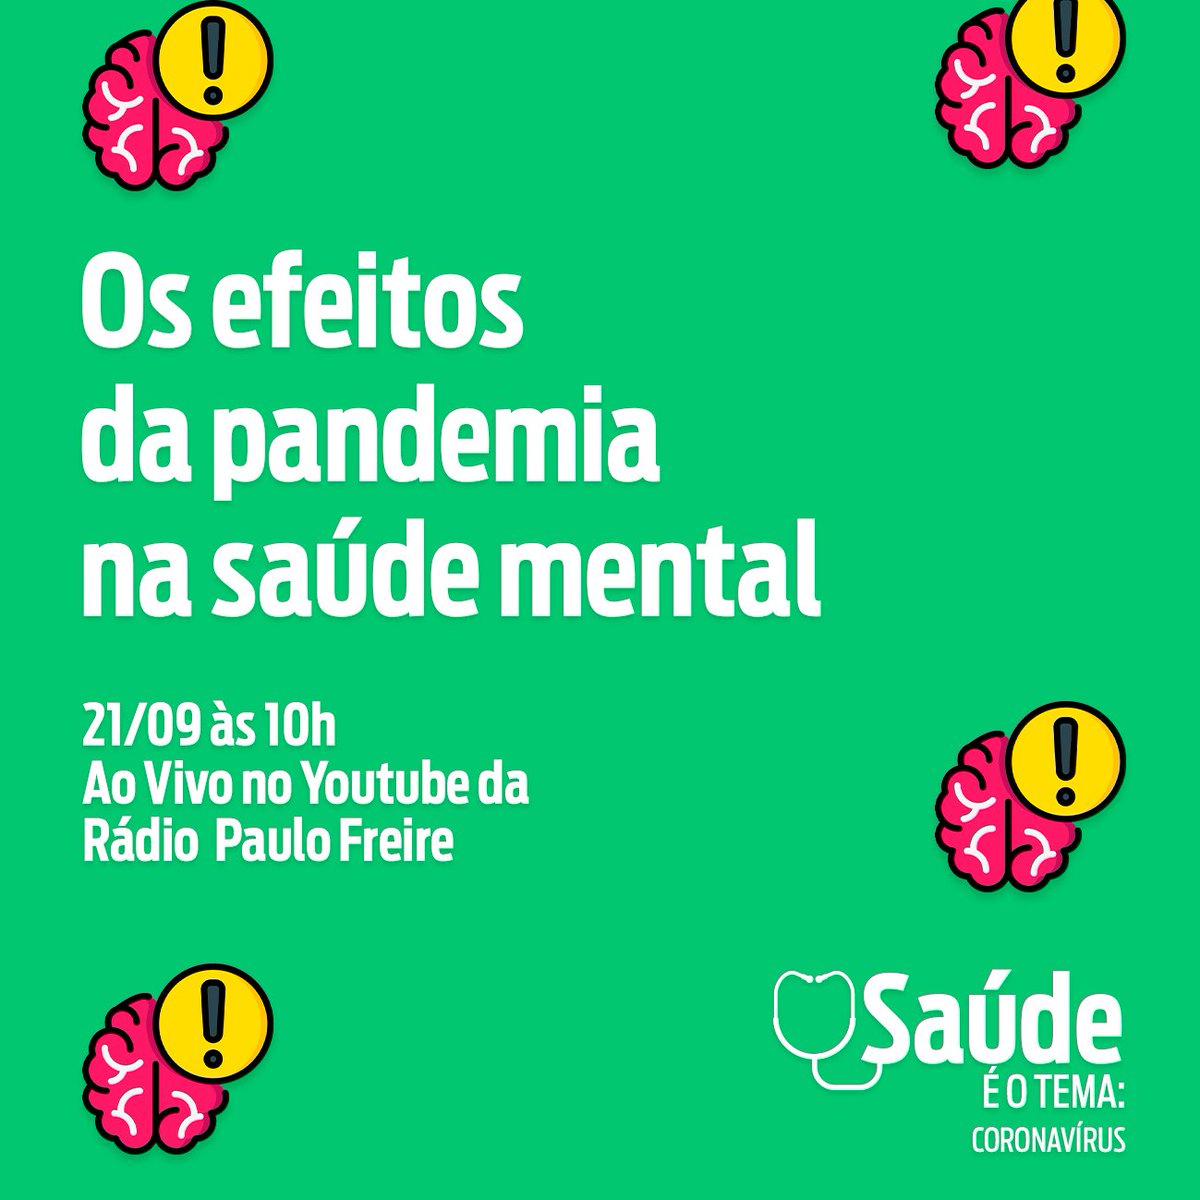 Os efeitos
da pandemia
na saúde mental
21/09 às 10h
Ao Vivo no Youtube da
Rádio Paulo Freire
Saúde
É O TEMA:
CORONAVÍRUS